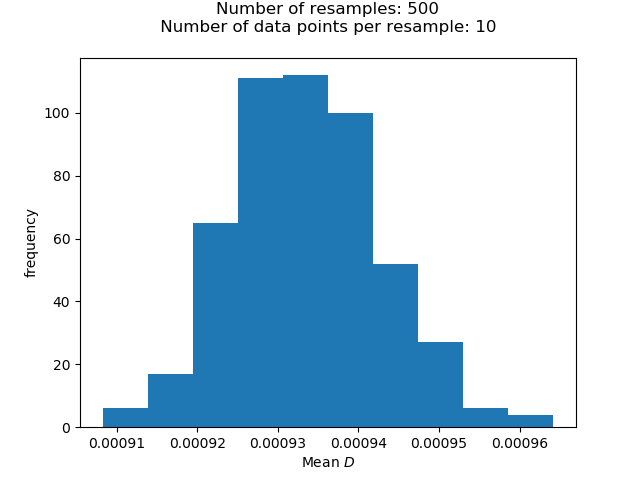 Number of resamples: 500
Number of data points per resample: 10
100
80
60
40
20
0
frequency
0.00091 0.00092 0.00093 0.00094 0.00095 0.00096
Mean D